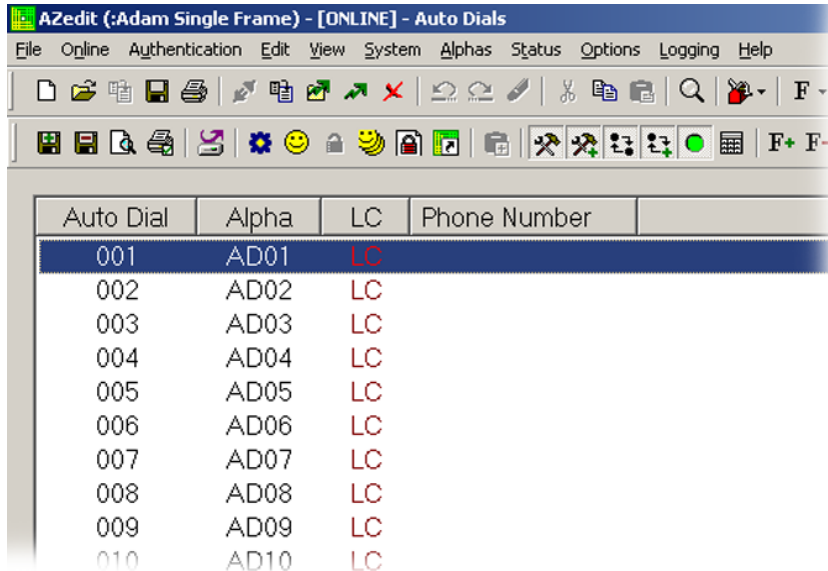 AZedit (:Adam Single Frame) - [ONLINE] - Auto Dials
File Online Authentication Edit View System Alphas Status Options Logging Help
F
F+ F-
Auto Dial Alpha LC Phone Number
001 AD01 LC
002 AD02 LC
003 AD03 LC
004 AD04 LC
005 AD05 LC
006 AD06 LC
007 AD07 LC
008 AD08 LC
009 AD09 LC
010 AD10 LC